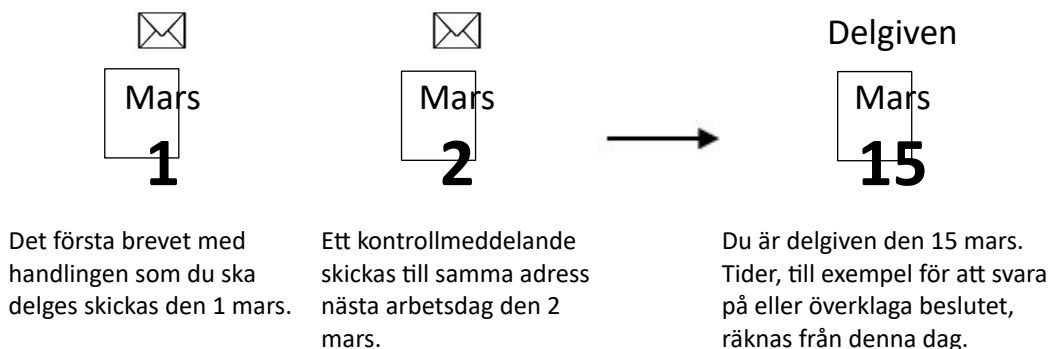 Mars
1
Det första brevet med
handlingen som du ska
delges skickas den 1 mars.
Mars
2
Ett kontrollmeddelande
skickas till samma adress
nästa arbetsdag den 2
mars.
Delgiven
Mars
15
Du är delgiven den 15 mars.
Tider, till exempel för att svara
på eller överklaga beslutet,
räknas från denna dag.